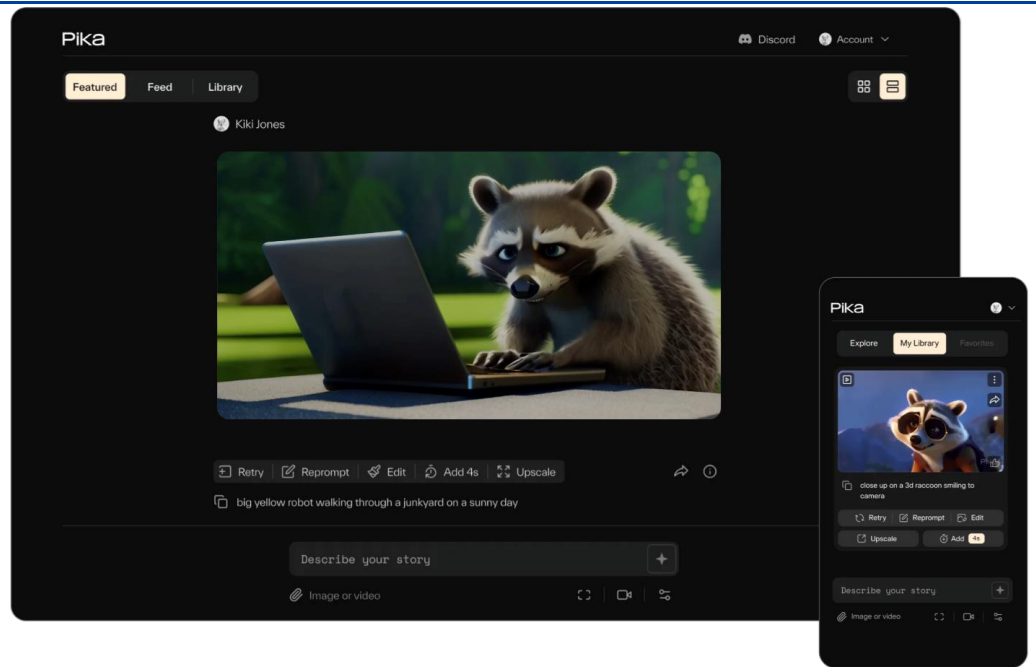 Pika
Discord
Account
Featured
Feed
Library
Kiki Jones
Retry
Reprompt
Edit
Add 4s
Upscale
big yellow robot walking through a junkyard on a sunny day
Describe your story
Image or video
Pika
Explore
My Library
Favorites
close up on a 3d raccoon smiling to
camera
Retry
Reprompt
Edit
Upscale
Add 4s
Describe your story
Image or video